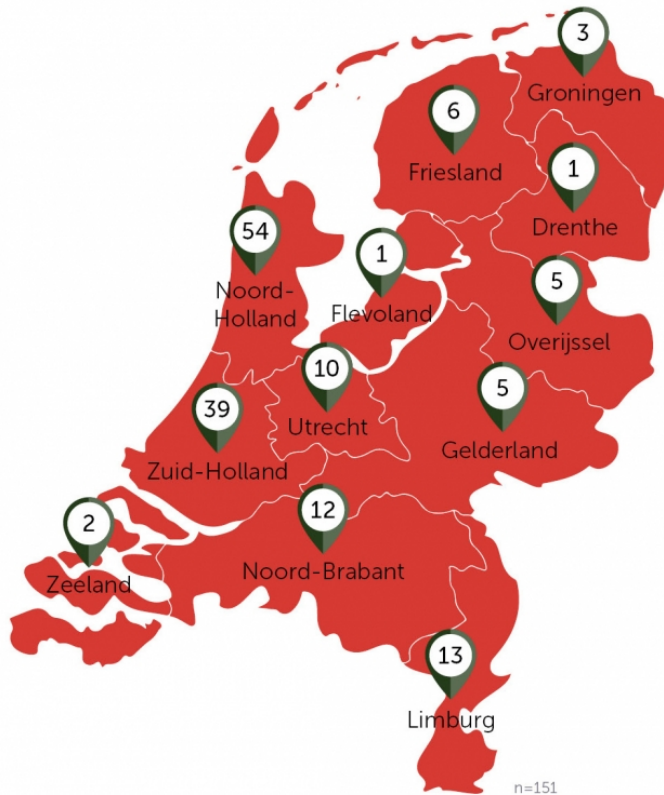 3
Groningen
6
Friesland
1
Drenthe
54
Noord-
Holland
1
Flevoland
5
Overijssel
10
Utrecht
5
Gelderland
39
Zuid-Holland
12
Noord-Brabant
2
Zeeland
13
Limburg
n=151